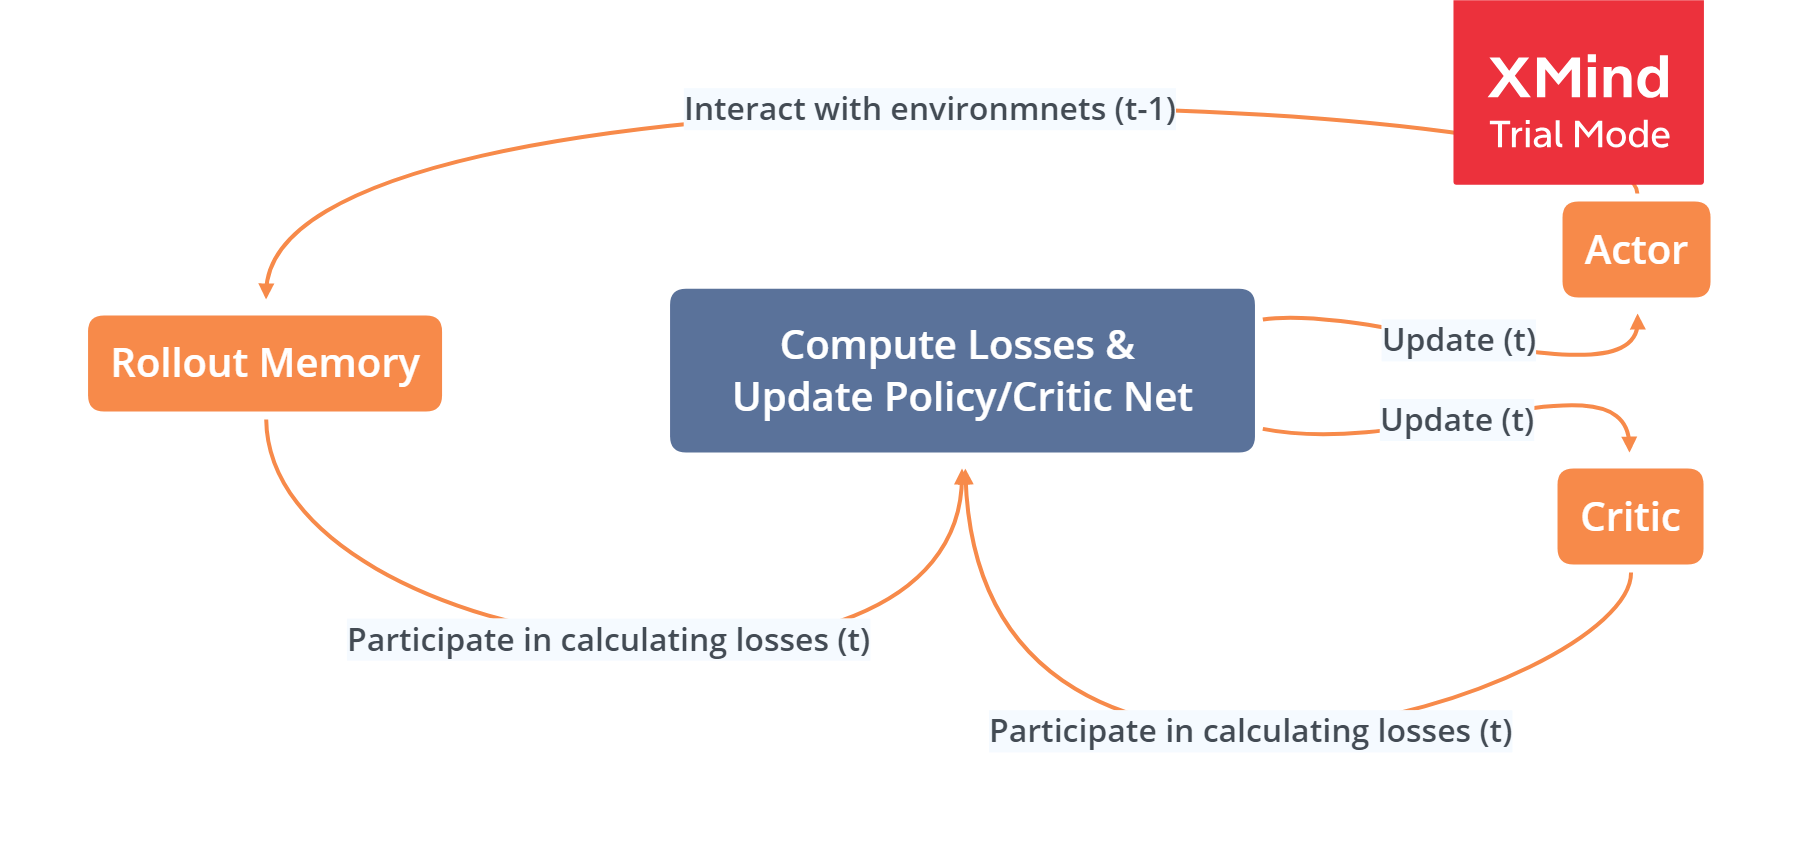 XMind
Trial Mode
Interact with environmnets (t-1)
Actor
Rollout Memory
Compute Losses &
Update Policy/Critic Net
Update (t)
Update (t)
Critic
Participate in calculating losses (t)
Participate in calculating losses (t)